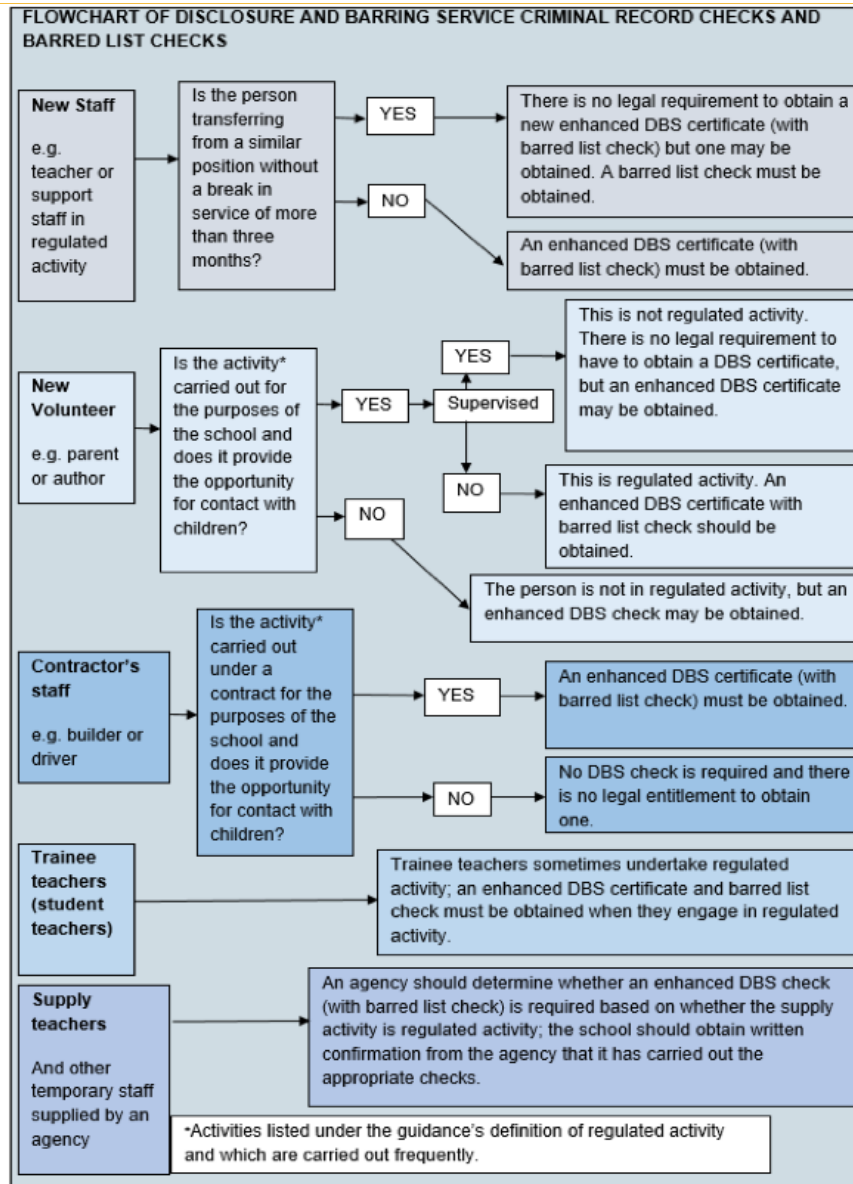 FLOWCHART OF DISCLOSURE AND BARRING SERVICE CRIMINAL RECORD CHECKS AND
BARRED LIST CHECKS
New Staff
e.g.
teacher or
support
staff in
regulated
activity
Is the person
transferring
from a similar
position without
a break in
service of more
than three
months?
YES
There is no legal requirement to obtain a
new enhanced DBS certificate (with
barred list check) but one may be
obtained. A barred list check must be
obtained.
NO
An enhanced DBS certificate (with
barred list check) must be obtained.
New
Volunteer
e.g. parent
or author
Is the activity*
carried out for
the purposes of
the school and
does it provide
the opportunity
for contact with
children?
YES
Supervised
YES
This is not regulated activity.
There is no legal requirement to
have to obtain a DBS certificate,
but an enhanced DBS certificate
may be obtained.
NO
This is regulated activity. An
enhanced DBS certificate with
barred list check should be
obtained.
NO
The person is not in regulated activity, but an
enhanced DBS check may be obtained.
Contractor's
staff
e.g. builder or
driver
Is the activity*
carried out
under a
contract for the
purposes of the
school and
does it provide
the opportunity
for contact with
children?
YES
An enhanced DBS certificate (with
barred list check) must be obtained.
NO
No DBS check is required and there
is no legal entitlement to obtain
one.
Trainee
teachers
(student
teachers)
Trainee teachers sometimes undertake regulated
activity; an enhanced DBS certificate and barred list
check must be obtained when they engage in regulated
activity.
Supply
teachers
And other
temporary staff
supplied by an
agency
An agency should determine whether an enhanced DBS check
(with barred list check) is required based on whether the supply
activity is regulated activity; the school should obtain written
confirmation from the agency that it has carried out the
appropriate checks.
*Activities listed under the guidance's definition of regulated activity
and which are carried out frequently.